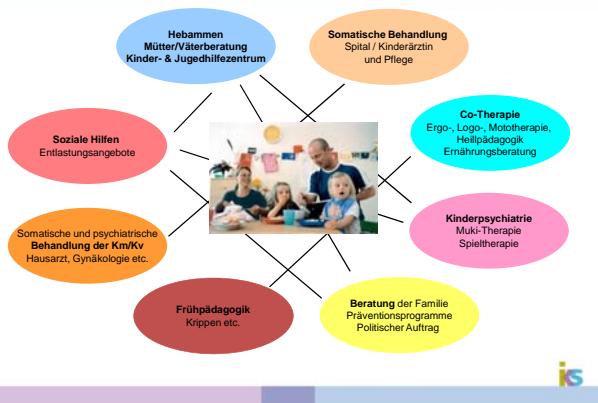 Hebammen
Mütter/Väterberatung
Kinder- & Jugedhilfezentrum
Somatische Behandlung
Spital / Kinderärztin
und Pflege
Co-Therapie
Ergo-, Logo-, Mototherapie,
Heillpädagogik
Ernährungsberatung
Soziale Hilfen
Entlastungsangebote
Kinderpsychiatrie
Muki-Therapie
Spieltherapie
Somatische und psychiatrische
Behandlung der Km/Kv
Hausarzt, Gynäkologie etc.
Frühpädagogik
Krippen etc.
Beratung der Familie
Präventionsprogramme
Politischer Auftrag
iks